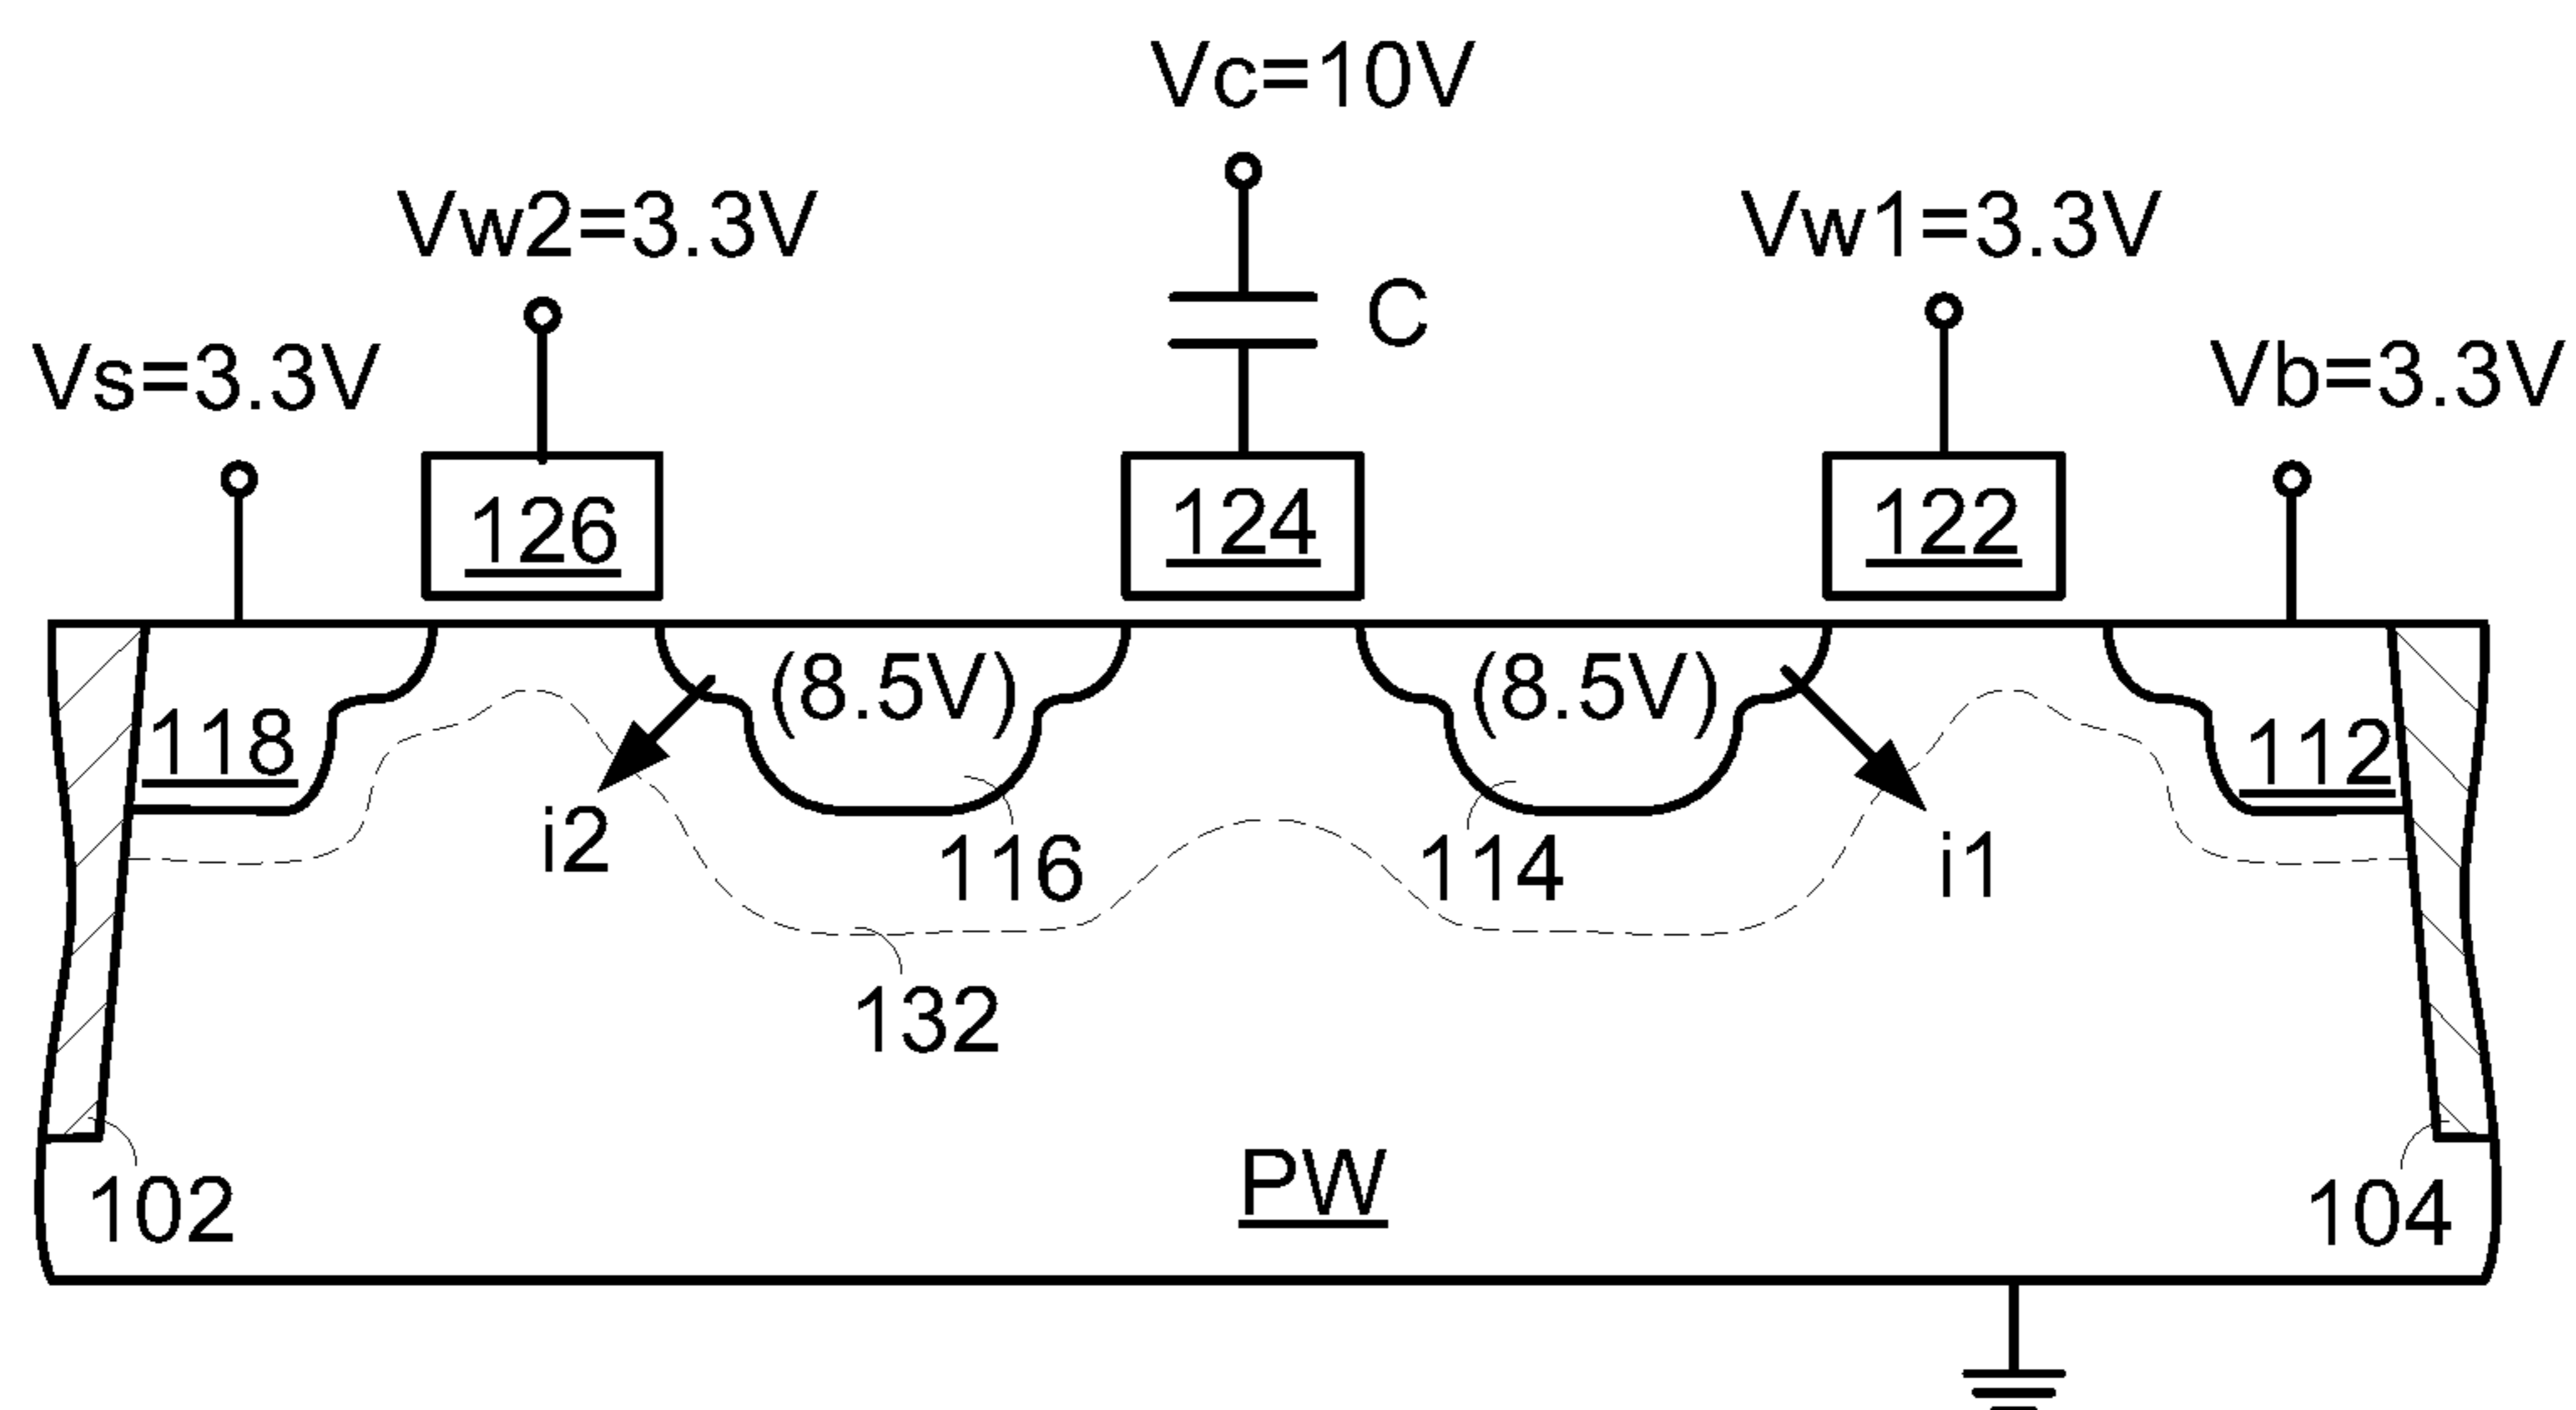 Vc=10V
Vw2=3.3V
Vw1=3.3V
C
Vs=3.3V
Vb=3.3V
126
124
122
(8.5V)
(8.5V)
118
112
i2
116
114
i1
132
PW
102
104